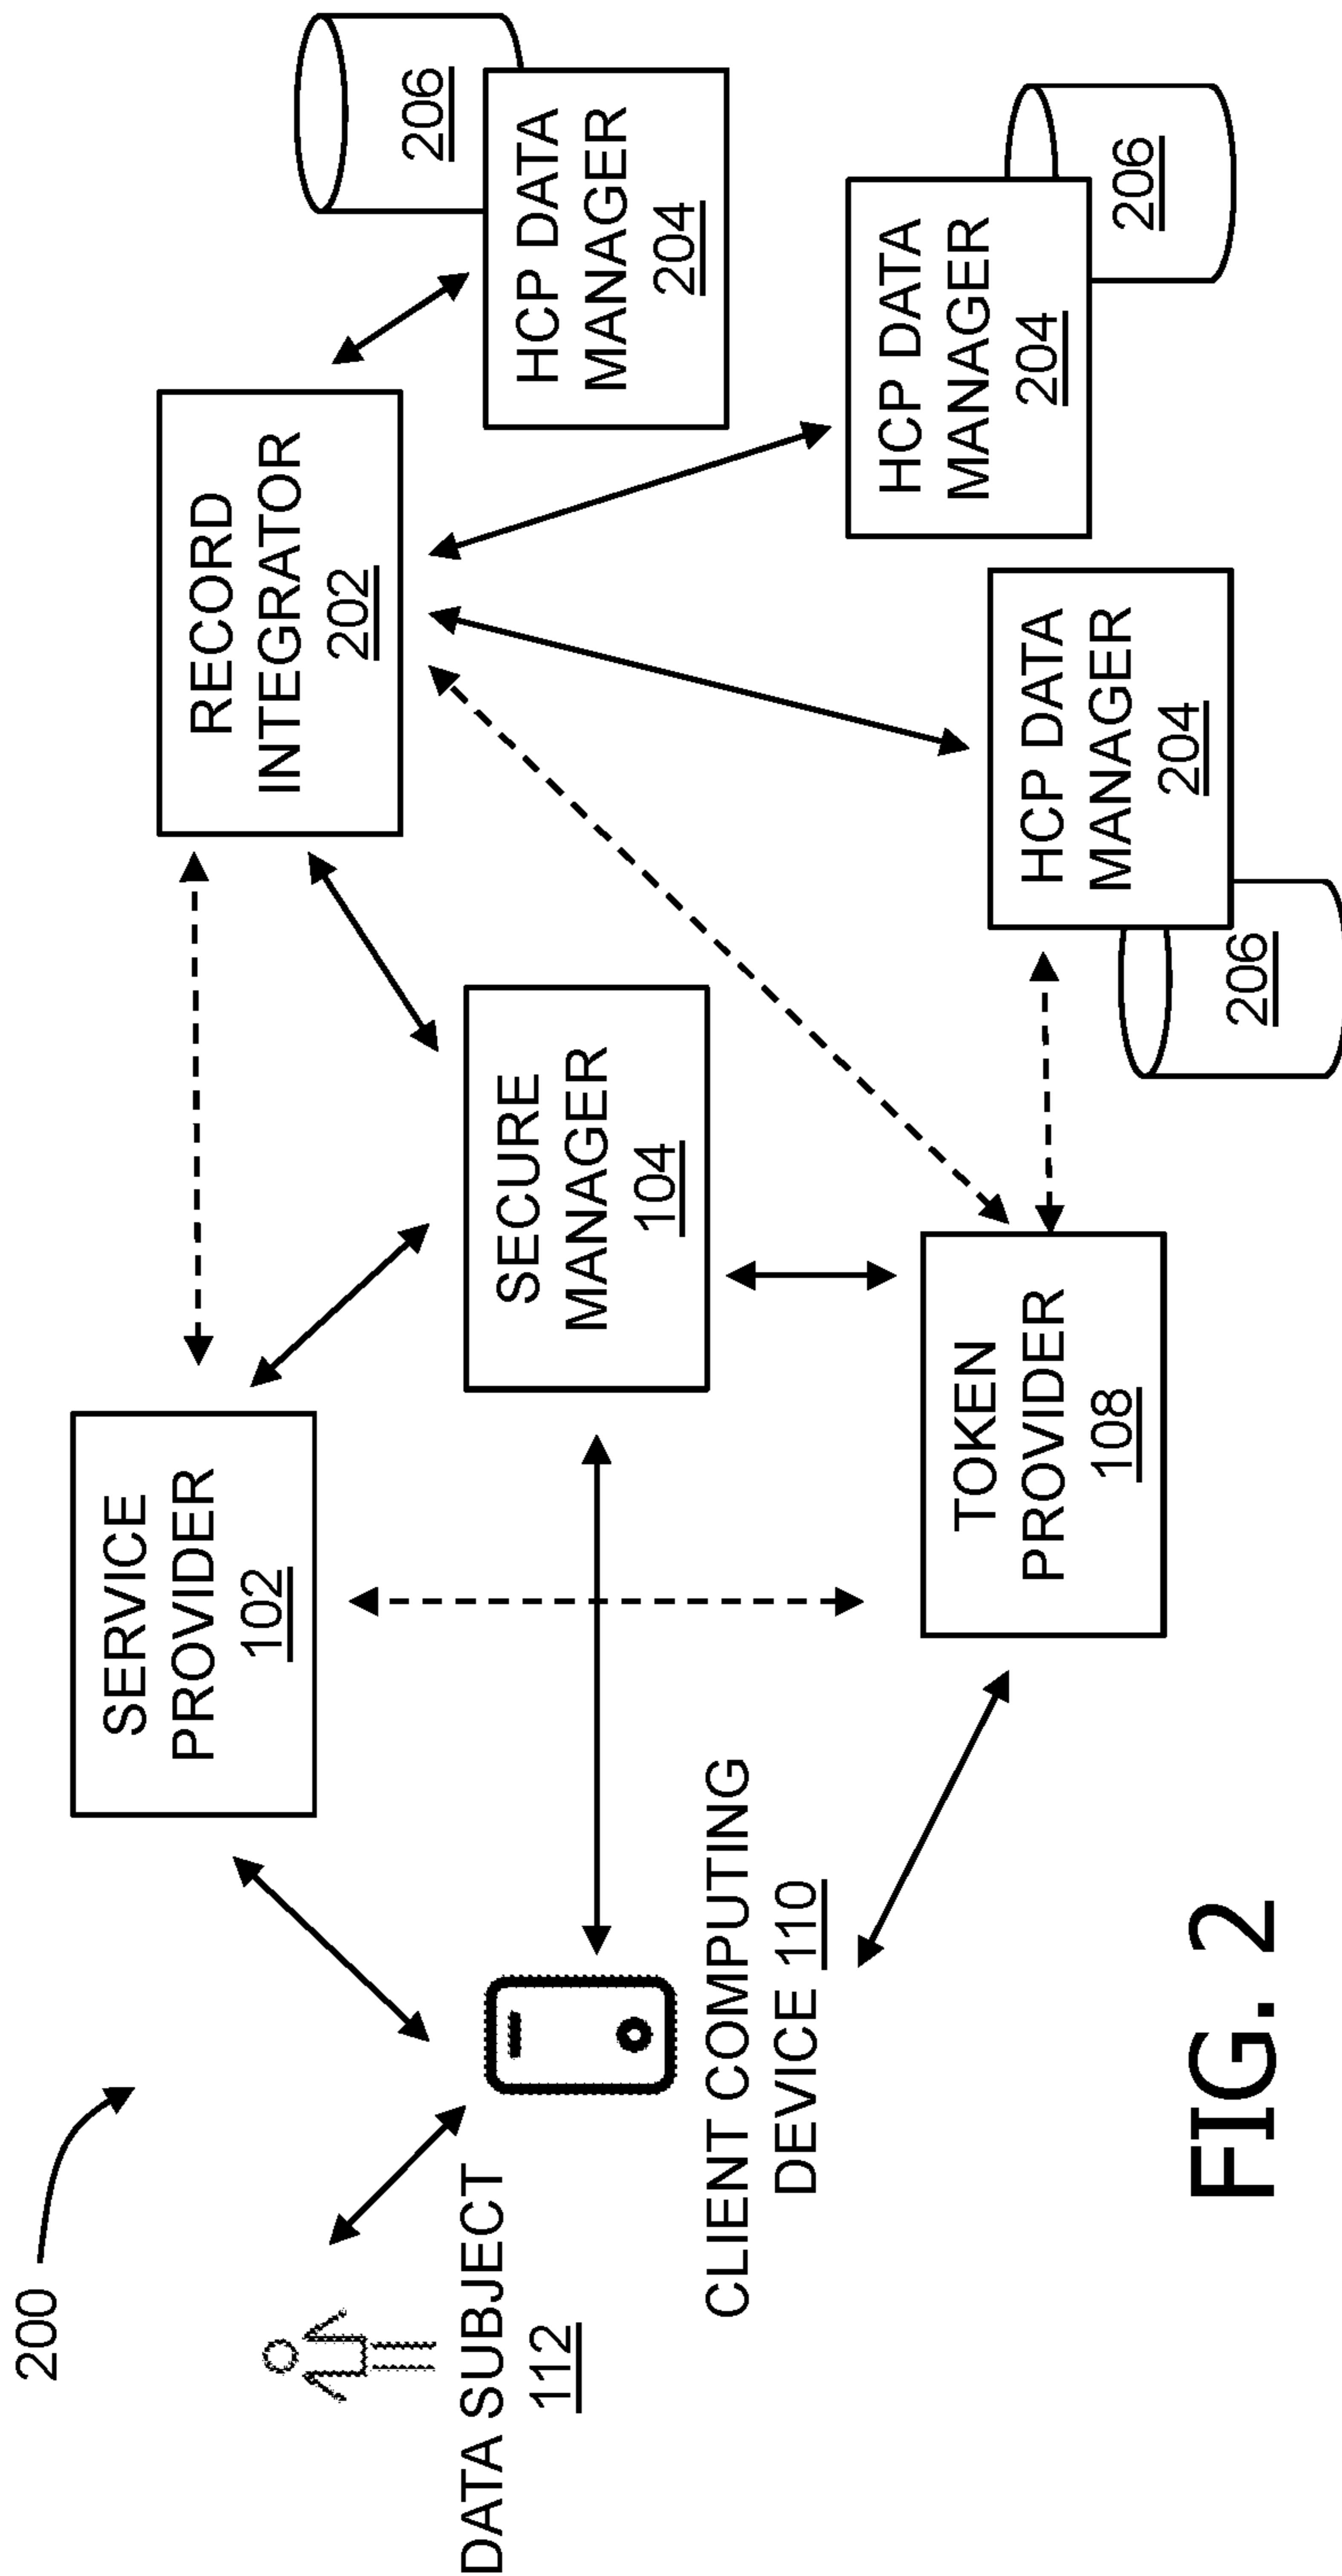 200
DATA SUBJECT
112
CLIENT COMPUTING
DEVICE 110
SERVICE
PROVIDER
102
SECURE
MANAGER
104
TOKEN
PROVIDER
108
RECORD
INTEGRATOR
202
HCP DATA
MANAGER
204
206
HCP DATA
MANAGER
204
206
HCP DATA
MANAGER
204
206
FIG. 2